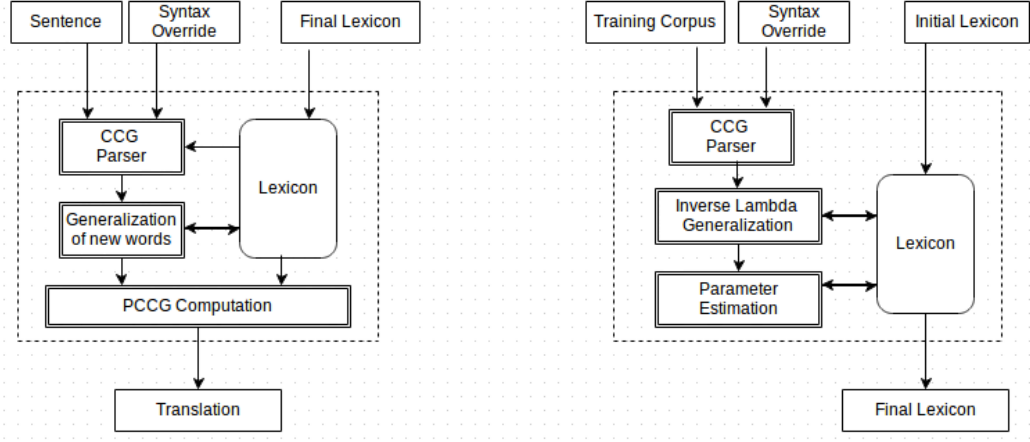 Sentence
Syntax
Override
Final Lexicon
CCG
Parser
Lexicon
Generalization
of new words
PCCG Computation
Translation
Training Corpus
Syntax
Override
Initial Lexicon
CCG
Parser
Inverse Lambda
Generalization
Lexicon
Parameter
Estimation
Final Lexicon